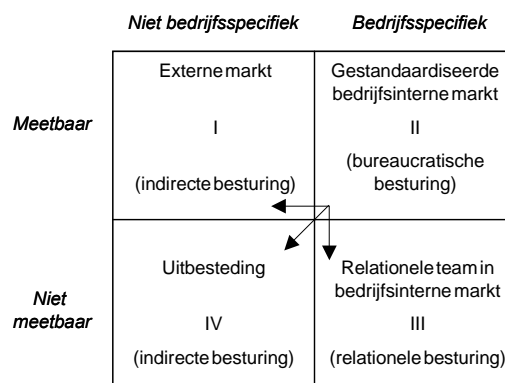 Niet bedrijfsspecifiek
Bedrijfsspecifiek
Meetbaar
Externe markt
I
(indirecte besturing)
Gestandaardiseerde
bedrijfsinterne markt
II
(bureaucratische
besturing)
Niet
meetbaar
Uitbesteding
IV
(indirecte besturing)
Relationele team in
bedrijfsinterne markt
III
(relationele besturing)